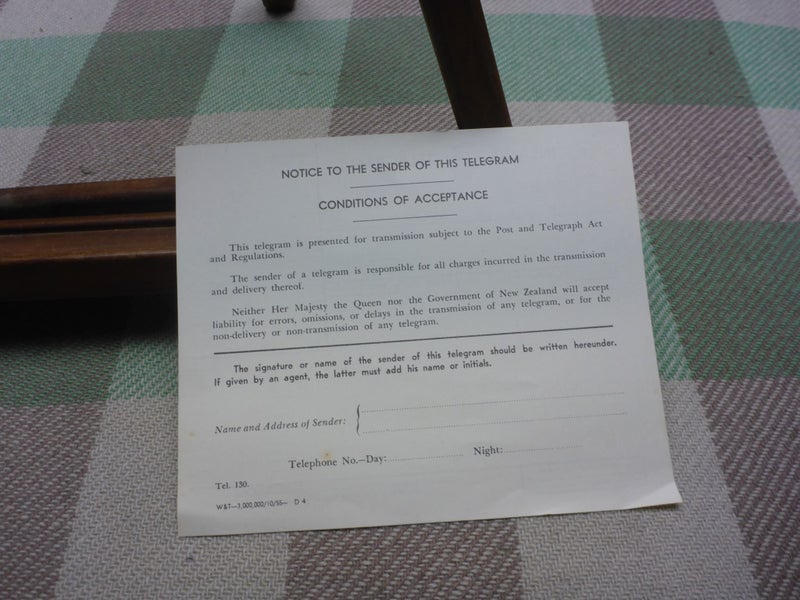 NOTICE TO THE SENDER OF THIS TELEGRAM
CONDITIONS OF ACCEPTANCE
This telegram is presented for transmission subject to the Post and Telegraph Act
and Regulations.
The sender of a telegram is responsible for all charges incurred in the transmission
and delivery thereof.
Neither Her Majesty the Queen nor the Government of New Zealand will accept
liability for errors, omissions, or delays in the transmission of any telegram, or for the
non-delivery or non-transmission of any telegram.
The signature or name of the sender of this telegram should be written hereunder.
If given by an agent, the latter must add his name or initials.
Name and Address of Sender:
Telephone No.—Day: Night:
Tel. 130.
W&T—3,000,000/10/55— D 4